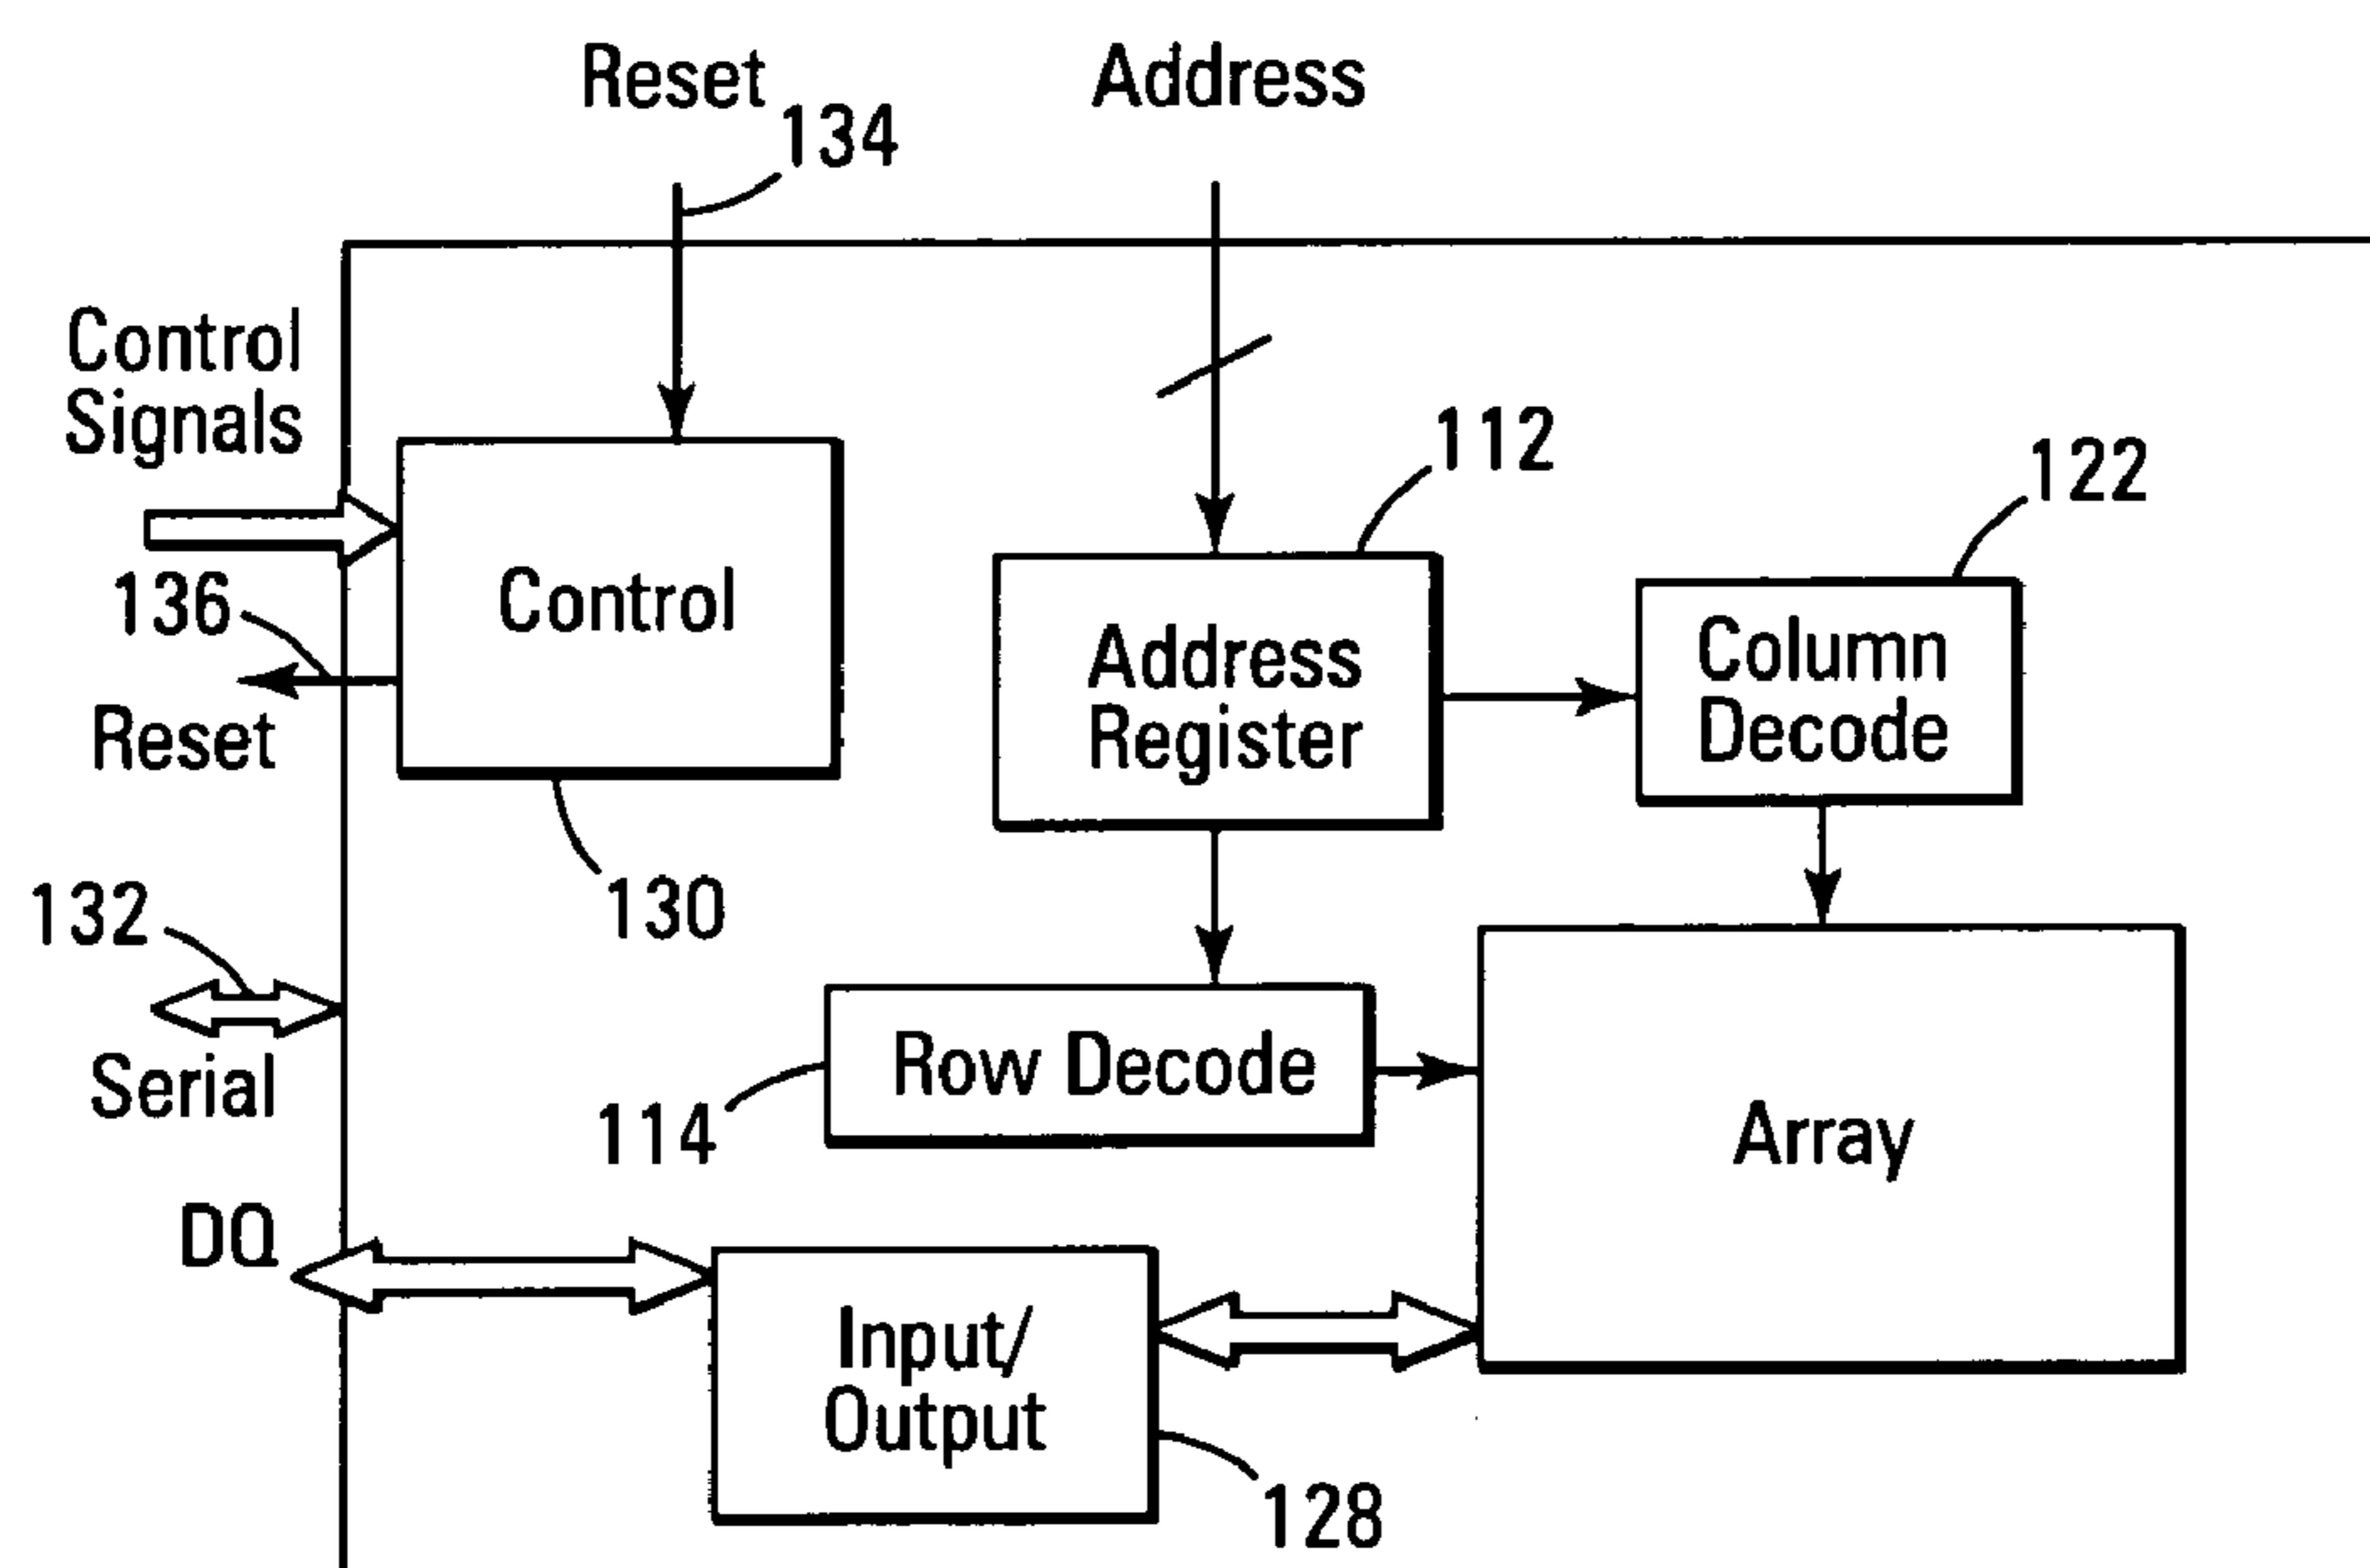 Reset
Address
134
Control
Signals
112
122
136
Control
Column
Decode
Address
Register
Reset
132
130
Serial
Row Decode
114
Array
DQ
Input/
Output
128